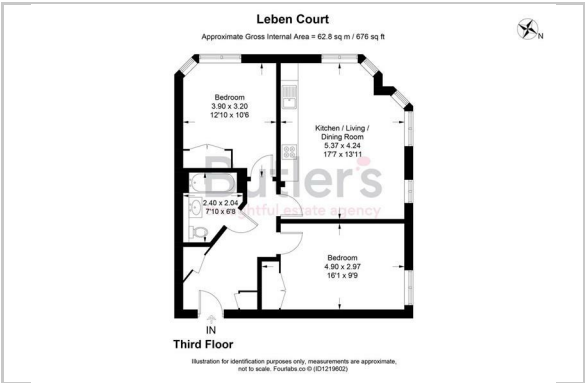 Leben Court
Approximate Gross Internal Area = 62.8 sq m / 676 sq ft
N
Bedroom
3.90 x 3.20
12'10 x 10'6
Kitchen / Living /
Dining Room
5.37 x 4.24
17'7 x 13'11
Butler's
2.40 x 2.04
7'10 x 6'8
ghtful estate agency
Bedroom
4.90 x 2.97
16'1 x 9'9
IN
Third Floor
Illustration for identification purposes only, measurements are approximate,
not to scale. Fourlabs.co © (ID1219602)